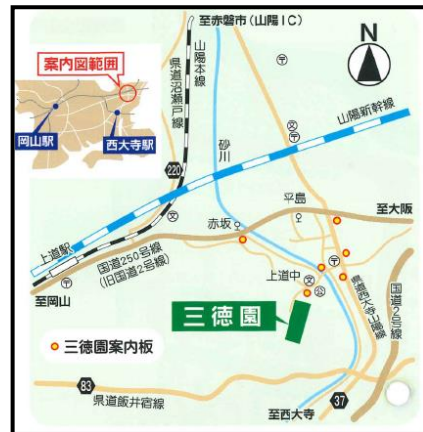 至赤磐市(山陽IC)
案内図範囲
岡山駅
西大寺駅
県道沼瀬戸線
山陽本線
N
砂川
山陽新幹線
220
文
文
平島
赤坂
至大阪
上道駅
国道250号線
(旧国道2号線)
至岡山
上道中
文
県道西大寺山陽線
国道2号線
三徳園
三徳園案内板
83
県道飯井宿線
37
至西大寺